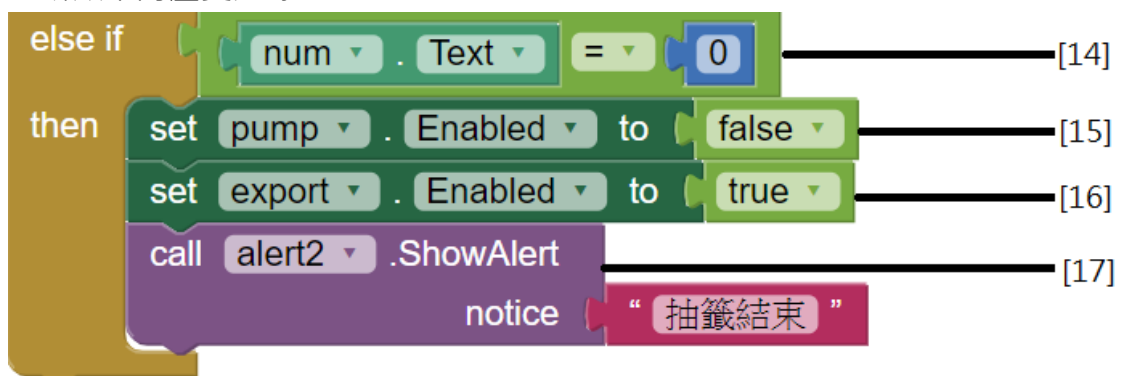 else if num . Text = 0 [14]
then set pump . Enabled to false [15]
set export . Enabled to true [16]
call alert2 .ShowAlert [17]
notice “ 抽籤結束 ”